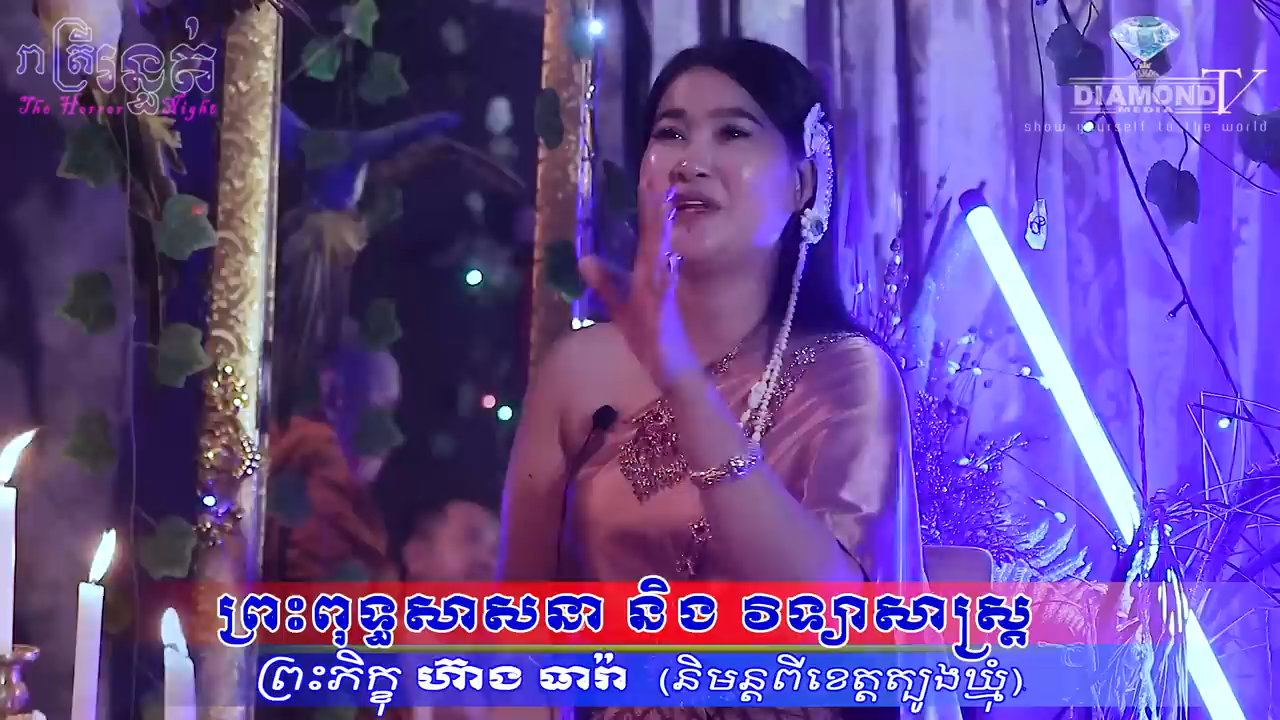 រាត្រីរន្ធត់
The Horror Night
DIAMOND TV
MEDIA
show yourself to the world
ព្រះពុទ្ធសាសនា និង វិទ្យាសាស្ត្រ
ព្រះភិក្ខុ ហ៊ាង ធារ៉ា (និមន្តពីខេត្តត្បូងឃ្មុំ)